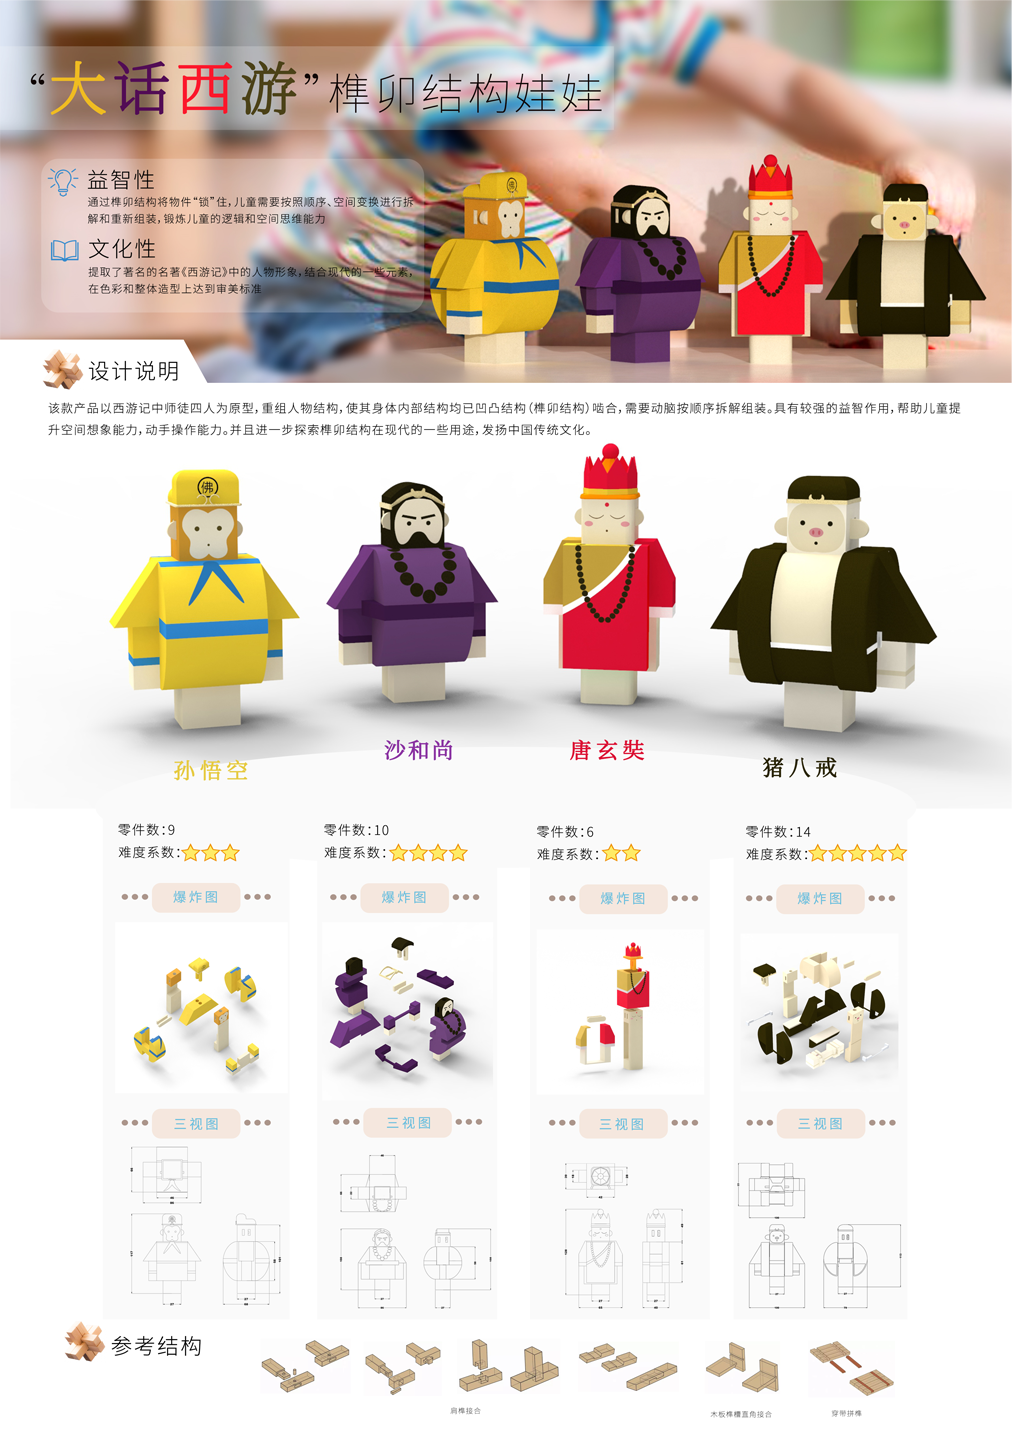 “大话西游”榫卯结构娃娃
益智性
通过榫卯结构将物件“锁”住，儿童需要按照顺序、空间变换进行拆
解和重新组装，锻炼儿童的逻辑和空间思维能力
文化性
提取了著名的名著《西游记》中的人物形象，结合现代的一些元素，
在色彩和整体造型上达到审美标准
设计说明
该款产品以西游记中师徒四人为原型，重组人物结构，使其身体内部结构均已凹凸结构（榫卯结构）啮合，需要动脑按顺序拆解组装。具有较强的益智作用，帮助儿童提
升空间想象能力，动手操作能力。并且进一步探索榫卯结构在现代的一些用途，发扬中国传统文化。
佛
孙悟空
沙和尚
唐玄奘
猪八戒
零件数：9
难度系数：
零件数：10
难度系数：
零件数：6
难度系数：
零件数：14
难度系数：
爆炸图
爆炸图
爆炸图
爆炸图
三视图
三视图
三视图
三视图
参考结构
肩榫接合
木板榫槽直角接合
穿带拼榫